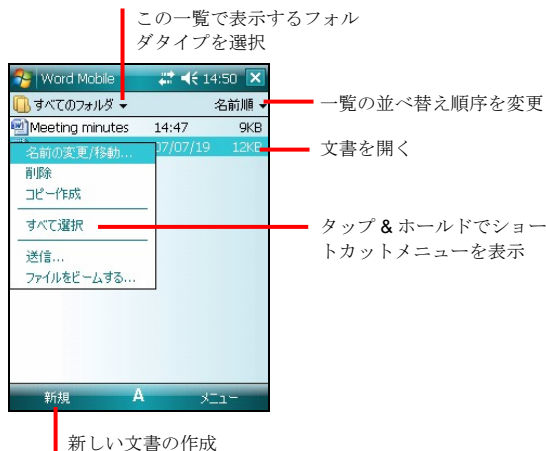 この一覧で表示するフォル
ダタイプを選択
Word Mobile 14:50
すべてのフォルダ 名前順
一覧の並べ替え順序を変更
Meeting minutes 14:47 9KB
07/07/19 12KB
文書を開く
名前の変更/移動...
削除
コピー作成
すべて選択
タップ & ホールドでショー
トカットメニューを表示
送信...
ファイルをビームする...
新規 A メニュー
新しい文書の作成